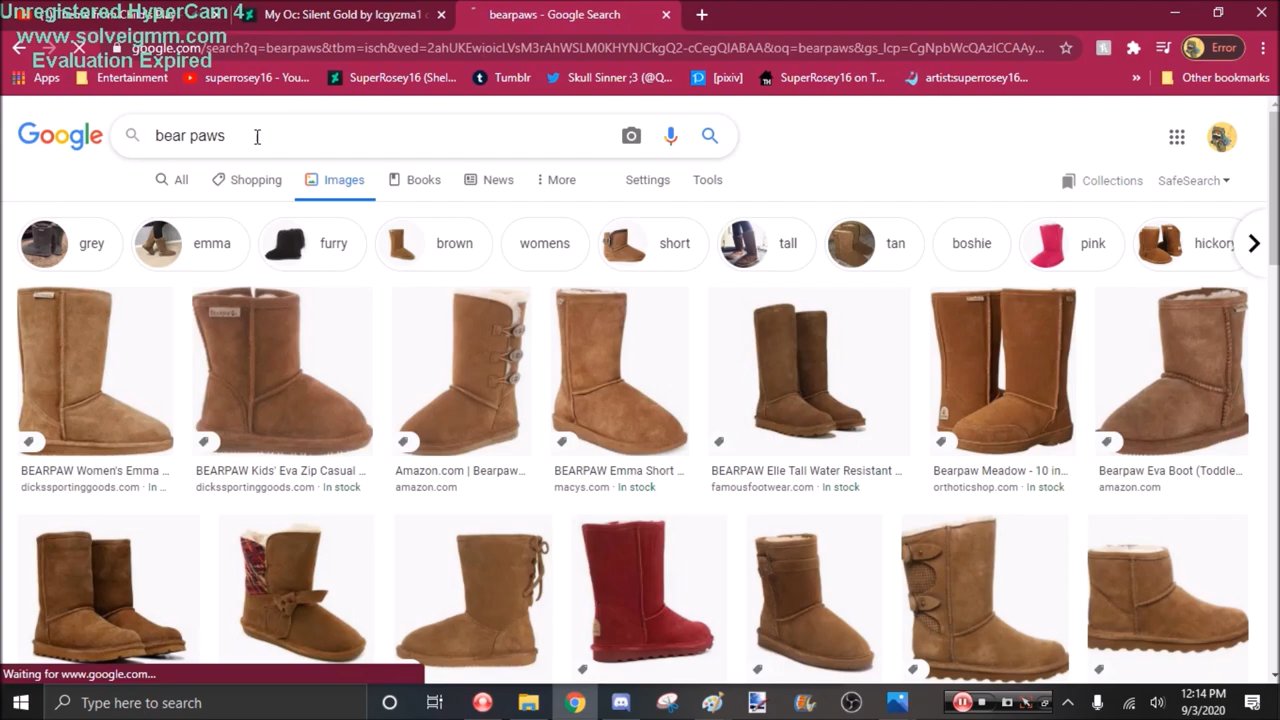 Unregistered HyperCam 4
www.solveigmm.com
Evaluation Expired
My Oc: Silent Gold by lcgyzma1
bearpaws - Google Search
google.com/search?q=bearpaws&tbm=isch&ved=2ahUKEwioicLVsM3rAhWSLM0KHYNJCkgQ2-cCegQIABAA&oq=bearpaws&gs_lcp=CgNpbWcQAzICCAAy...
Error
Apps
Entertainment
superrosey16 - You...
SuperRosey16 (Shel...
Tumblr
Skull Sinner ;3 (@Q...
[pixiv]
SuperRosey16 on T...
artist:superrosey16...
»
Other bookmarks
Google
bear paws
All
Shopping
Images
Books
News
More
Settings
Tools
Collections
SafeSearch
grey
emma
furry
brown
womens
short
tall
tan
boshie
pink
hickory
BEARPAW Women's Emma ...
dickssportinggoods.com · In ...
BEARPAW Kids' Eva Zip Casual ...
dickssportinggoods.com · In stock
Amazon.com | Bearpaw...
amazon.com
BEARPAW Emma Short ...
macys.com · In stock
BEARPAW Elle Tall Water Resistant ...
famousfootwear.com · In stock
Bearpaw Meadow - 10 in...
orthoticshop.com · In stock
Bearpaw Eva Boot (Toddle...
amazon.com
Waiting for www.google.com...
Type here to search
12:14 PM
9/3/2020